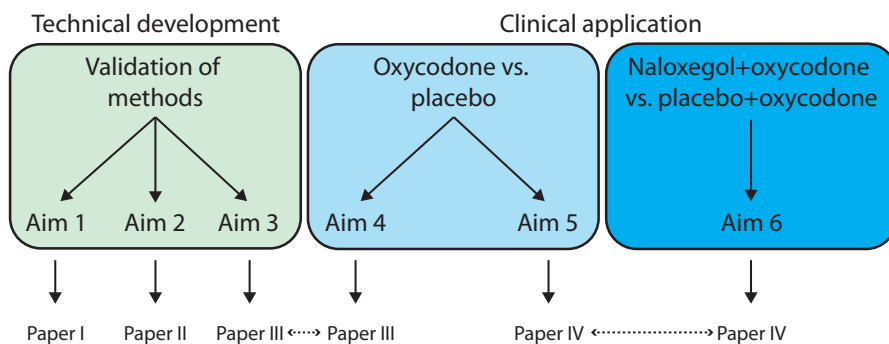 Technical development
Clinical application
Validation of
methods
Oxycodone vs.
placebo
Naloxegol+oxycodone
vs. placebo+oxycodone
Aim 1
Aim 2
Aim 3
Aim 4
Aim 5
Aim 6
Paper I
Paper II
Paper III
Paper III
Paper IV
Paper IV